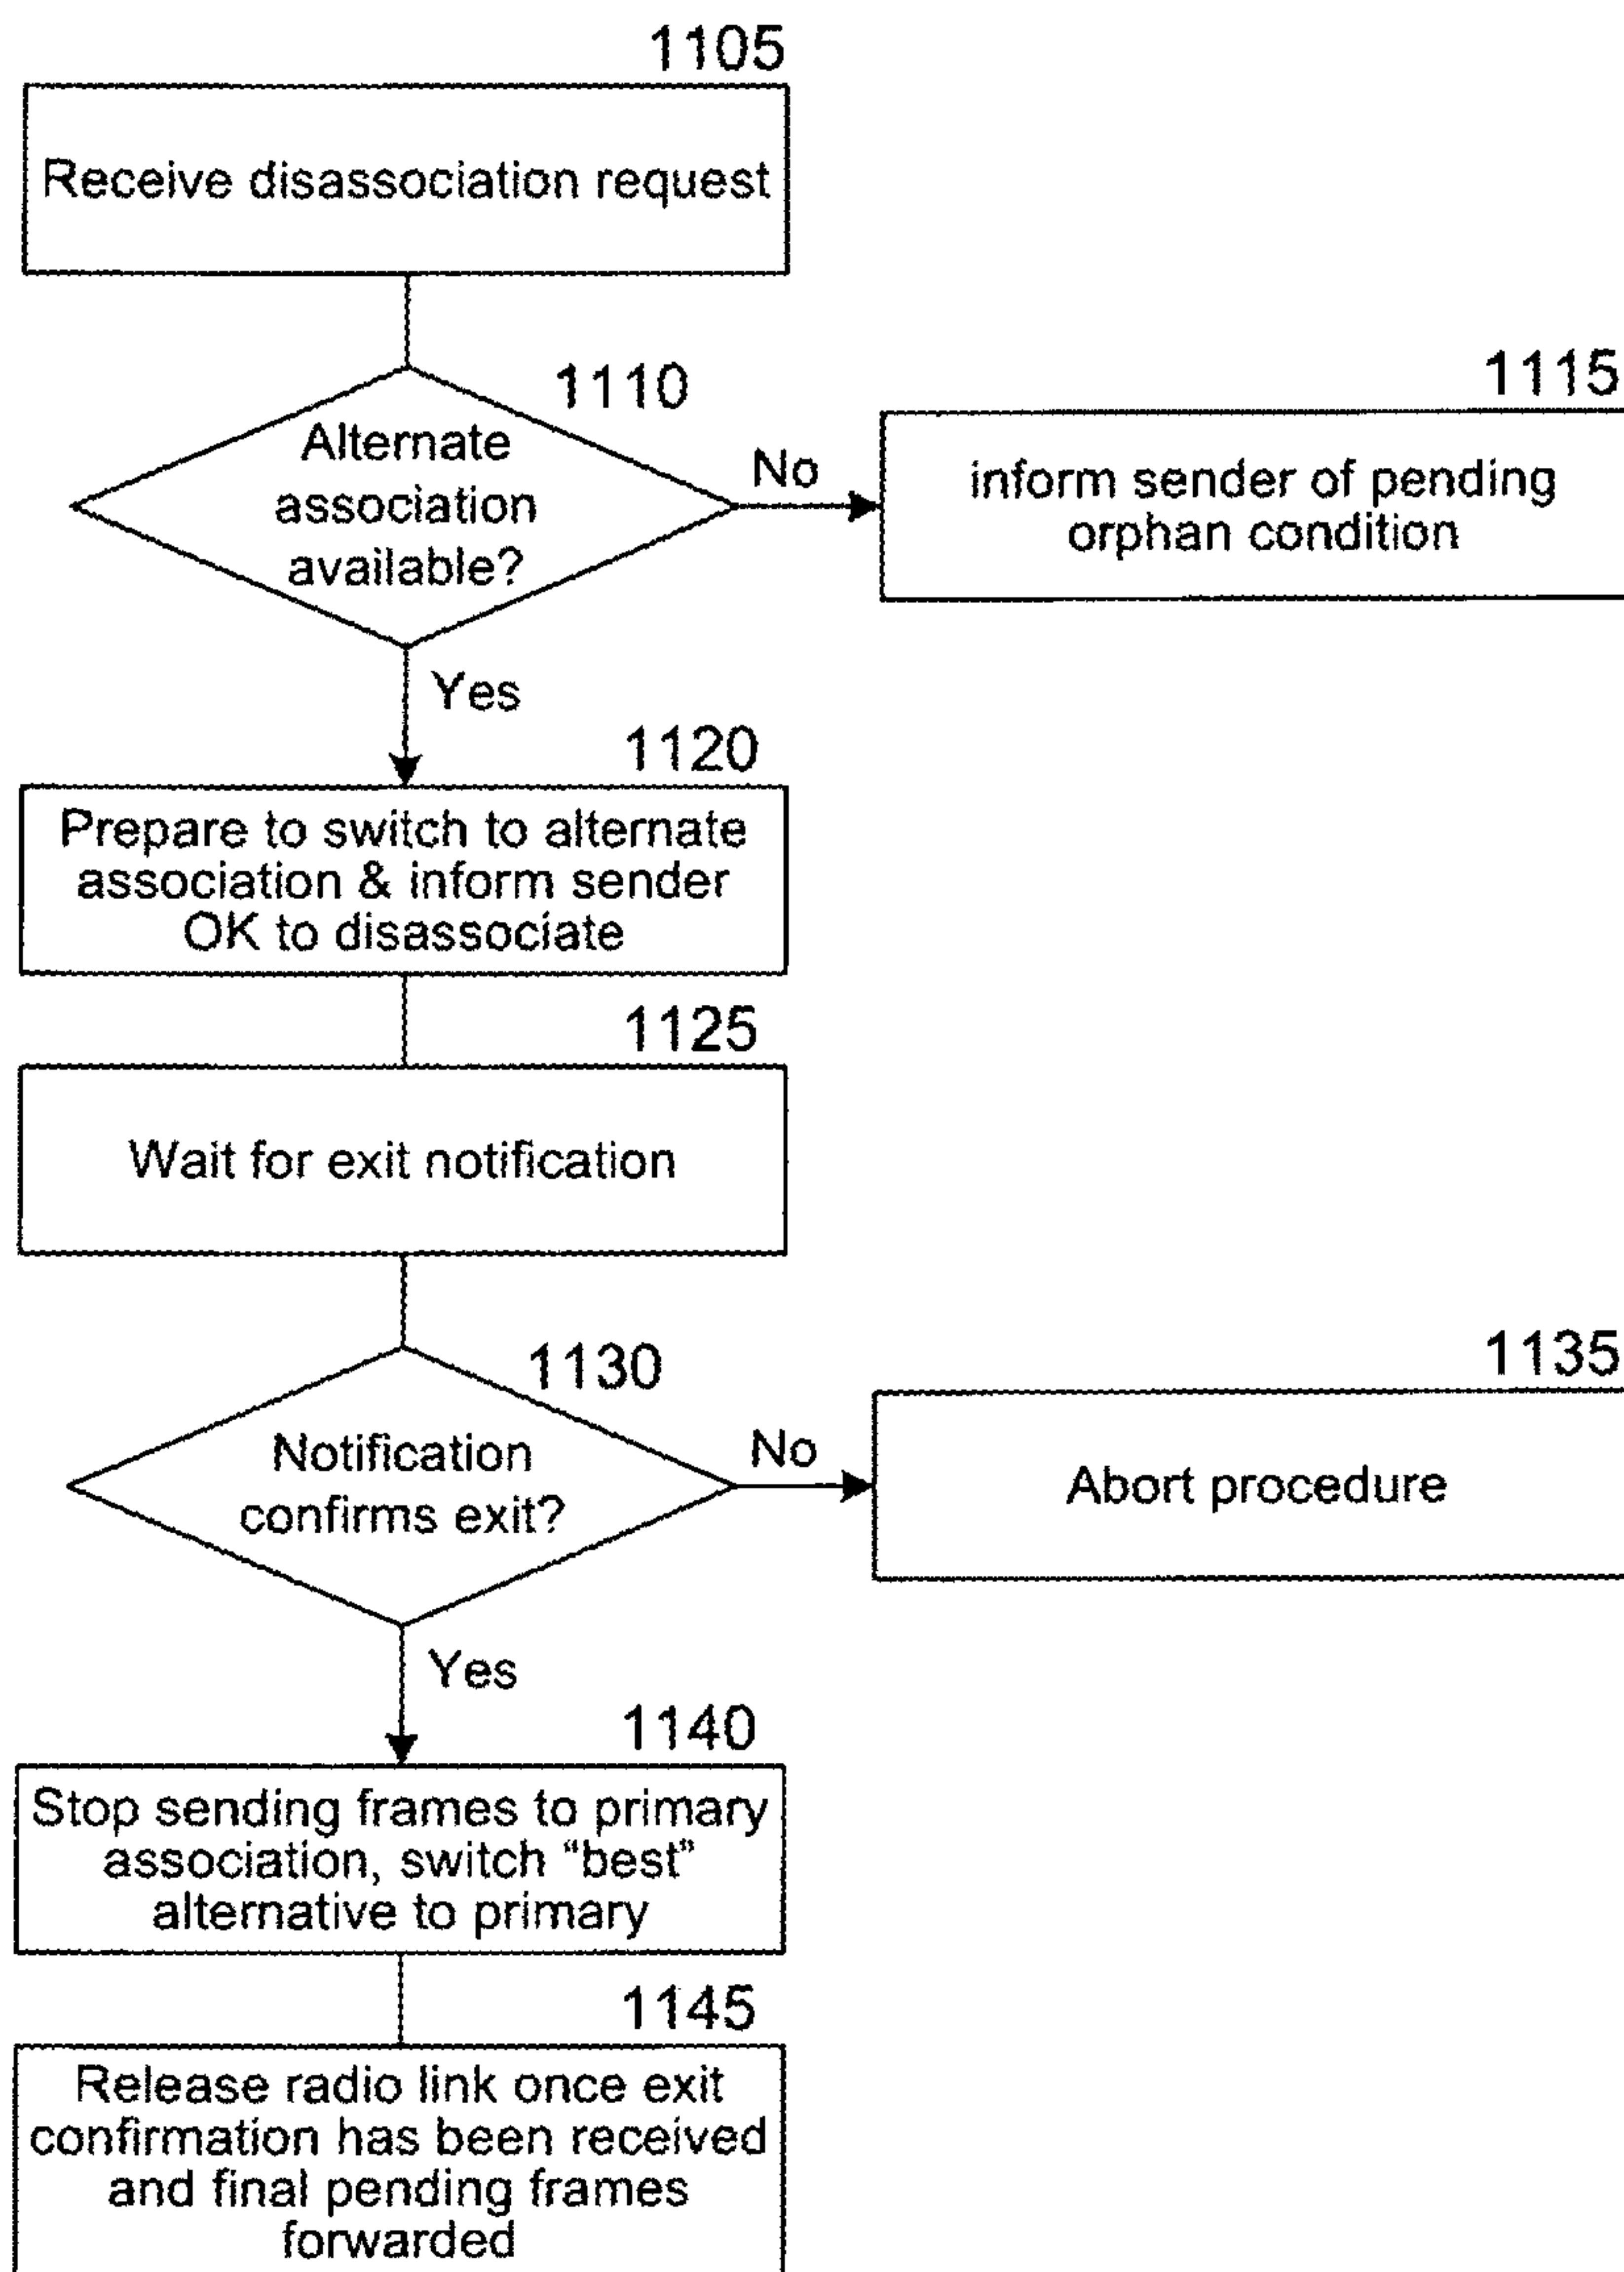 1105
Receive disassociation request
1110
Alternate
association
available?
No
1115
inform sender of pending
orphan condition
Yes
1120
Prepare to switch to alternate
association & inform sender
OK to disassociate
1125
Wait for exit notification
1130
Notification
confirms exit?
No
1135
Abort procedure
Yes
1140
Stop sending frames to primary
association, switch “best”
alternative to primary
1145
Release radio link once exit
confirmation has been received
and final pending frames
forwarded